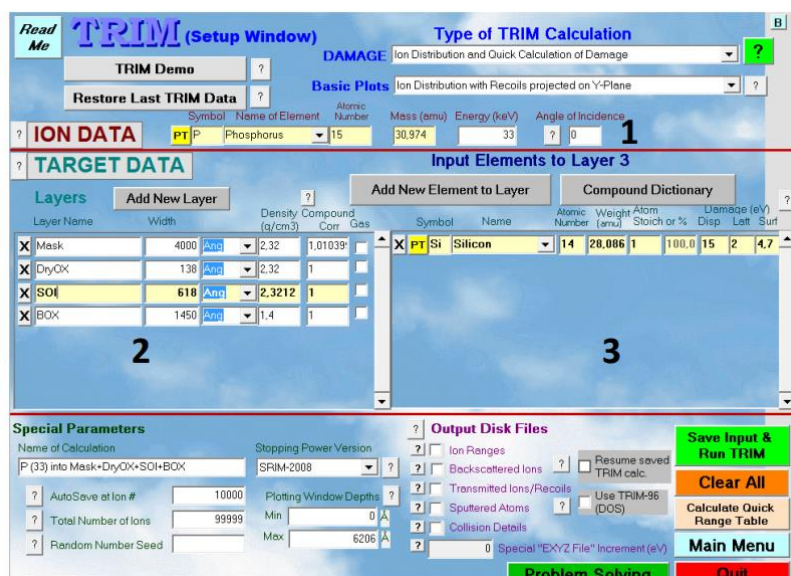 Read Me
TRIM (Setup Window)
Type of TRIM Calculation
B
DAMAGE Ion Distribution and Quick Calculation of Damage ?
TRIM Demo ?
Basic Plots Ion Distribution with Recoils projected on Y-Plane ?
Restore Last TRIM Data ?
Symbol Name of Element Atomic Number Mass (amu) Energy (keV) Angle of Incidence
? ION DATA PT P Phosphorus 15 30,974 33 ? 0 1
? TARGET DATA
Input Elements to Layer 3
Layers Add New Layer ?
Add New Element to Layer Compound Dictionary ?
Layer Name Width Density (g/cm3) Compound Corr Gas
Symbol Name Atomic Number Weight (amu) Atom Stoich or % Damage (eV) Disp Latt Surf
X Mask 4000 Ang 2,32 1,01039
X PT Si Silicon 14 28,086 1 100,0 15 2 4,7
X DryOX 138 Ang 2,32 1
X SOI 618 Ang 2,3212 1
X BOX 1450 Ang 1,4 1
2
3
Special Parameters
Name of Calculation
P (33) into Mask+DryOX+SOI+BOX
Stopping Power Version
SRIM-2008 ?
? AutoSave at Ion # 10000
? Total Number of Ions 99999
? Random Number Seed
Plotting Window Depths ?
Min 0 Å
Max 6206 Å
? Output Disk Files
? Ion Ranges
? Backscattered Ions
? Transmitted Ions/Recoils
? Sputtered Atoms
? Collision Details
0 Special "EXYZ File" Increment (eV)
? Resume saved TRIM calc.
? Use TRIM-96 (DOS)
Save Input & Run TRIM
Clear All
Calculate Quick Range Table
Main Menu
Problem Solving
Quit